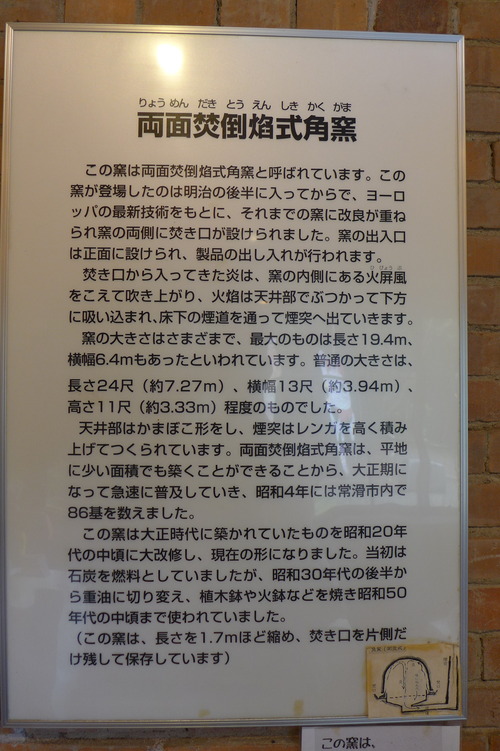 りょう めん だき とう えん しき かく がま
両面焚倒焰式角窯
この窯は両面焚倒焰式角窯と呼ばれています。この
窯が登場したのは明治の後半に入ってからで、ヨーロ
ッパの最新技術をもとに、それまでの窯に改良が重ね
られ窯の両側に焚き口が設けられました。窯の出入口
は正面に設けられ、製品の出し入れが行われます。
焚き口から入ってきた炎は、窯の内側にある火屏風
をこえて吹き上がり、火焰は天井部でぶつかって下方
に吸い込まれ、床下の煙道を通って煙突へ出ていきます。
窯の大きさはさまざまで、最大のものは長さ19.4m、
横幅6.4mもあったといわれています。普通の大きさは、
長さ24尺（約7.27m）、横幅13尺（約3.94m）、
高さ11尺（約3.33m）程度のものでした。
天井部はかまぼこ形をし、煙突はレンガを高く積み
上げてつくられています。両面焚倒焰式角窯は、平地
に少い面積でも築くことができることから、大正期に
なって急速に普及していき、昭和4年には常滑市内で
86基を数えました。
この窯は大正時代に築かれていたものを昭和20年
代の中頃に大改修し、現在の形になりました。当初は
石炭を燃料としていましたが、昭和30年代の後半か
ら重油に切り変え、植木鉢や火鉢などを焼き昭和50
年代の中頃まで使われていました。
（この窯は、長さを1.7mほど縮め、焚き口を片側だ
け残して保存しています）
この窯は、